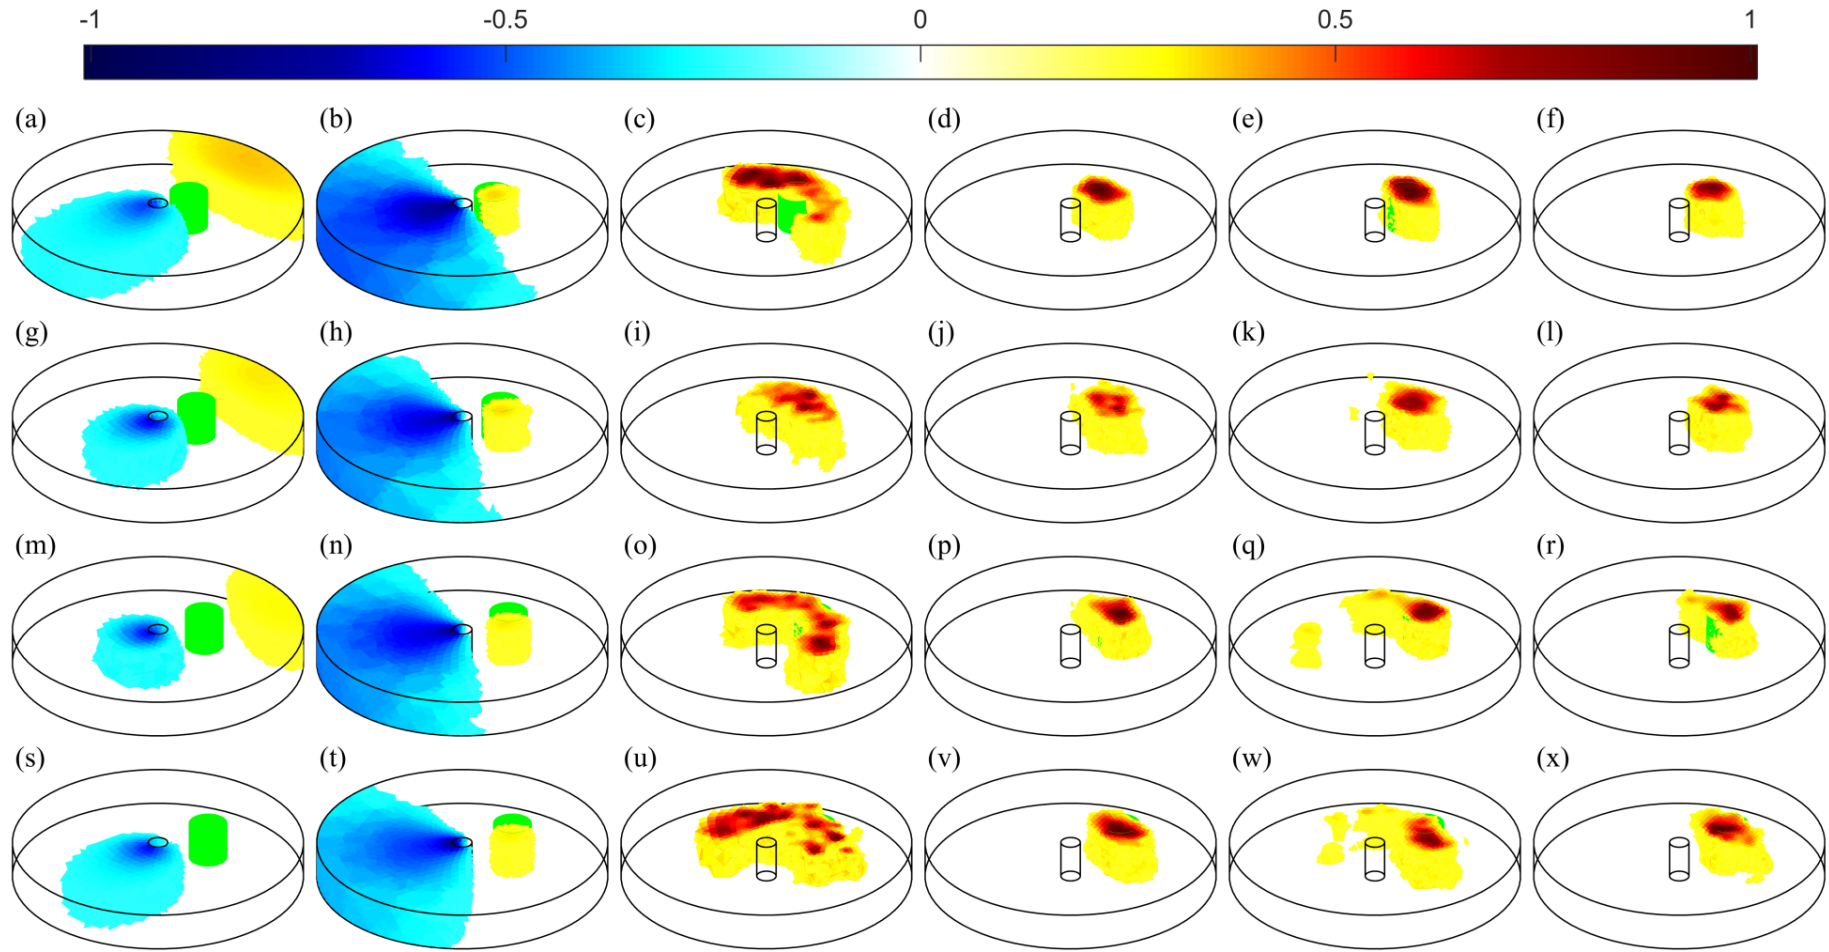 -1 -0.5 0 0.5 1
(a) (b) (c) (d) (e) (f)
(g) (h) (i) (j) (k) (l)
(m) (n) (o) (p) (q) (r)
(s) (t) (u) (v) (w) (x)